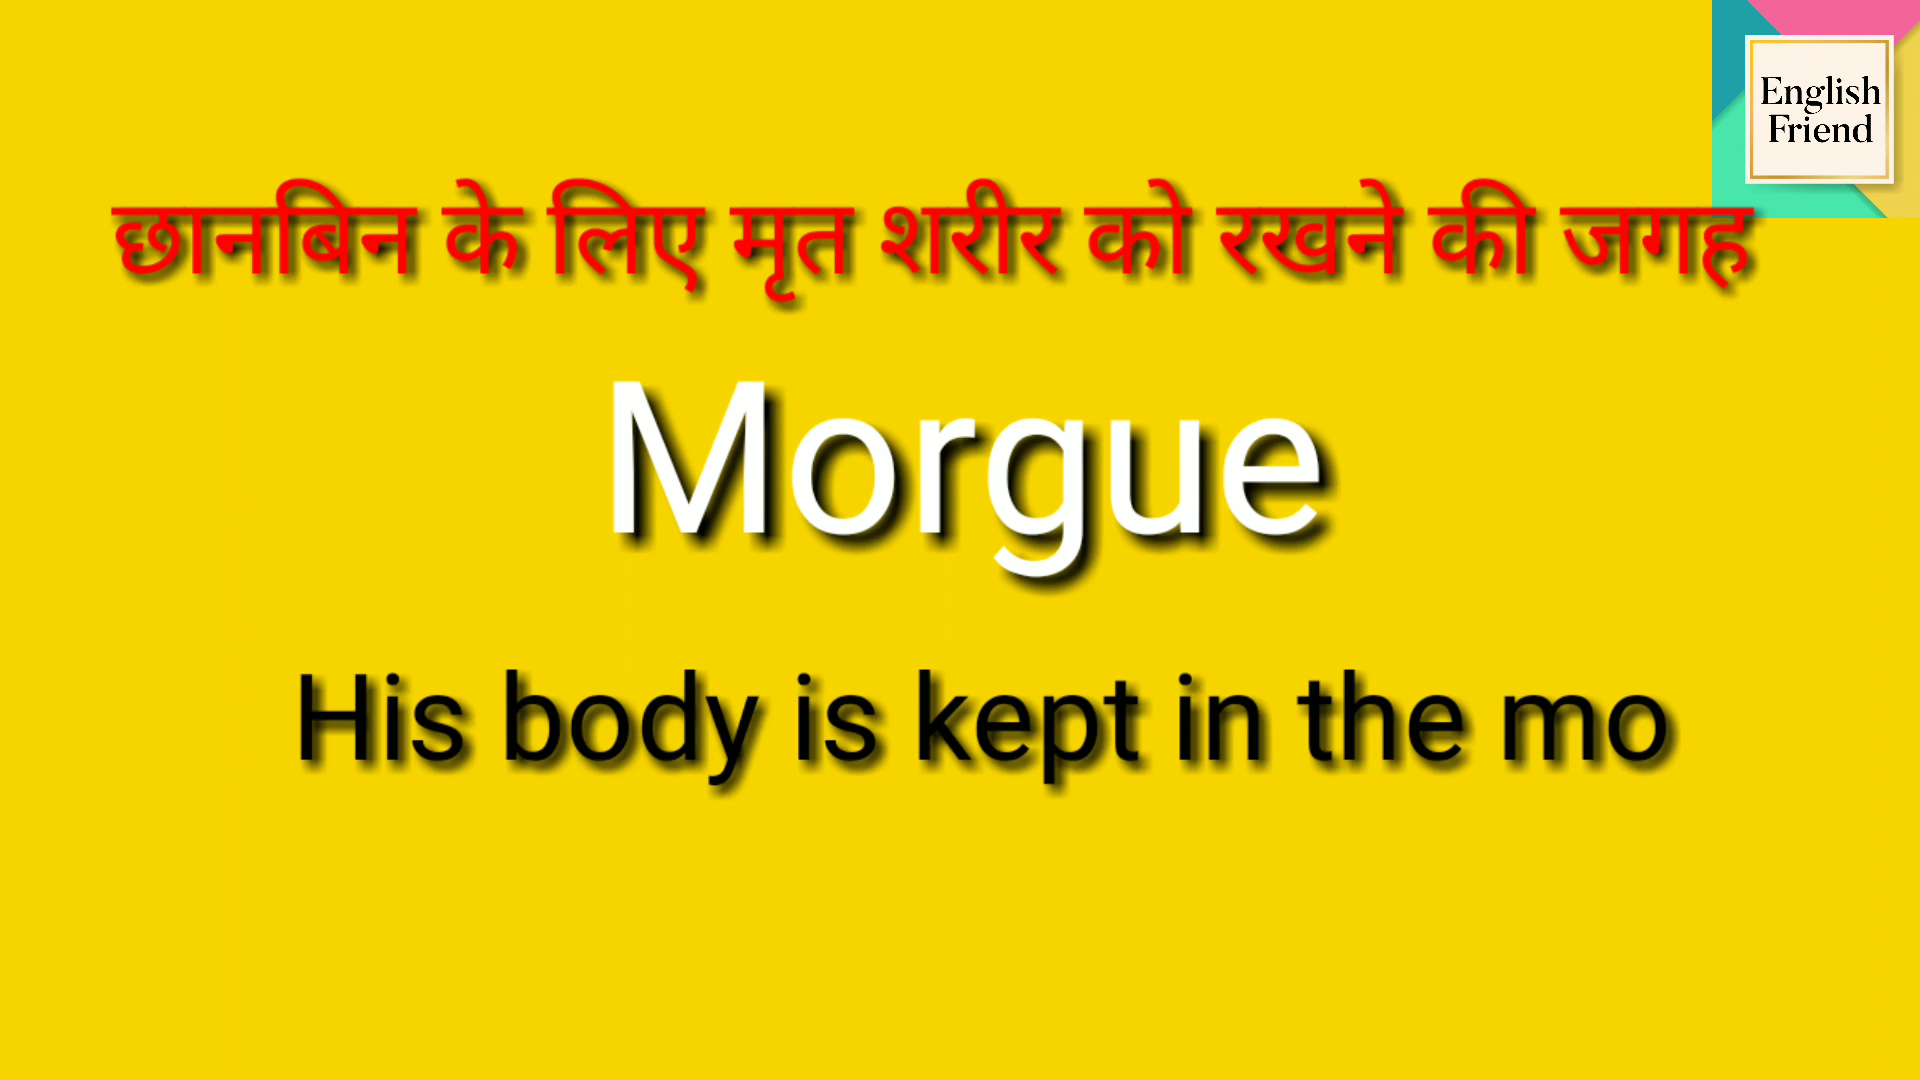 English
Friend
छानबिन के लिए मृत शरीर को रखने की जगह
Morgue
His body is kept in the mo